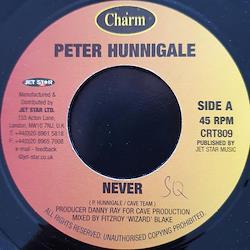 Charm
PETER HUNNIGALE
JET STAR
Manufactured &
Distributed by
JET STAR LTD.
155 Acton Lane,
London, NW10 7NJ, U.K
T: +44(0)20 8961 5818
F: +44(0)20 8965 7008
e-mail : feedback
@jet-star.co.uk
SIDE A
45 RPM
CRT809
PUBLISHED BY
JET STAR MUSIC
NEVER
SQ
( P. HUNNIGALE / CAVE TEAM )
PRODUCER DANNY RAY FOR CAVE PRODUCTION
MIXED BY FITZROY 'WIZARD' BLAKE
ALL RIGHTS RESERVED
UNAUTHORISED COPYING PROHIBITED